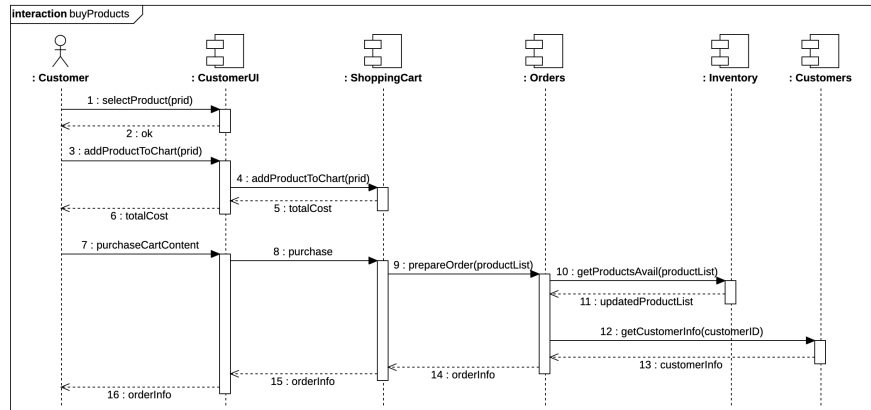 interaction buyProducts
: Customer
: CustomerUI
: ShoppingCart
: Orders
: Inventory
: Customers
1 : selectProduct(prid)
2 : ok
3 : addProductToChart(prid)
4 : addProductToChart(prid)
5 : totalCost
6 : totalCost
7 : purchaseCartContent
8 : purchase
9 : prepareOrder(productList)
10 : getProductsAvail(productList)
11 : updatedProductList
12 : getCustomerInfo(customerID)
13 : customerInfo
14 : orderInfo
15 : orderInfo
16 : orderInfo